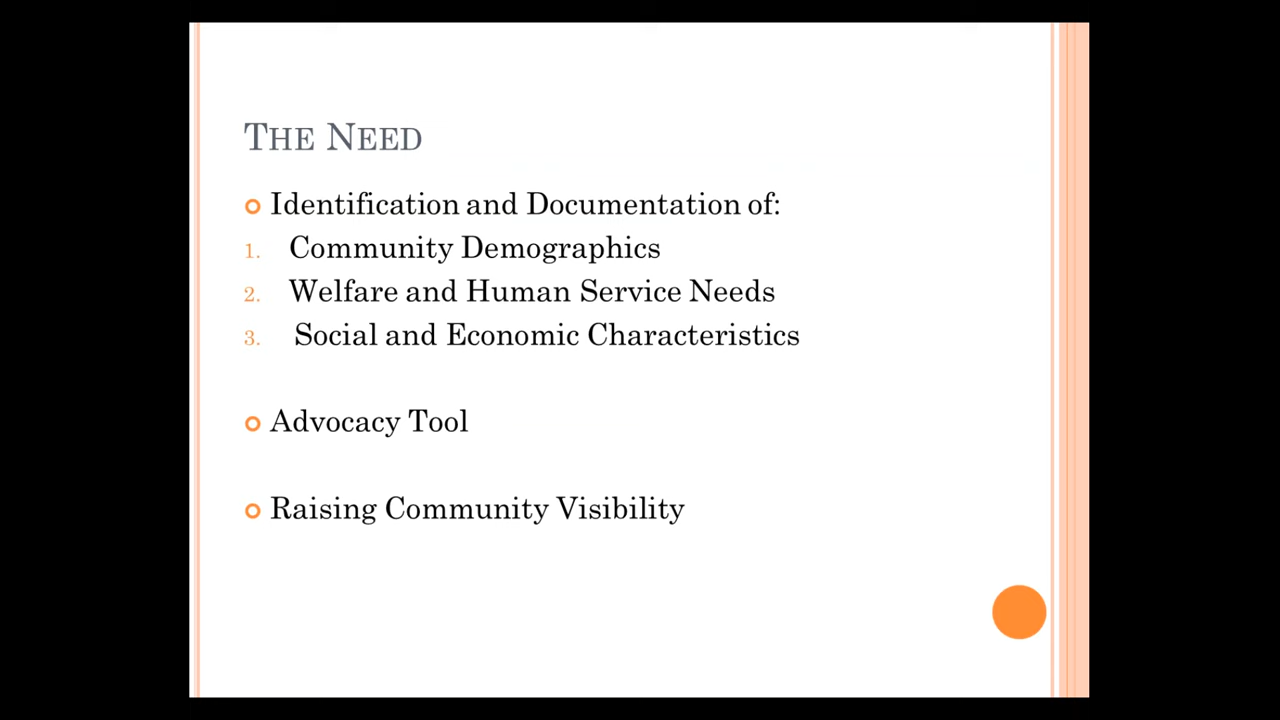 The Need
Identification and Documentation of:
1. Community Demographics
2. Welfare and Human Service Needs
3. Social and Economic Characteristics
Advocacy Tool
Raising Community Visibility